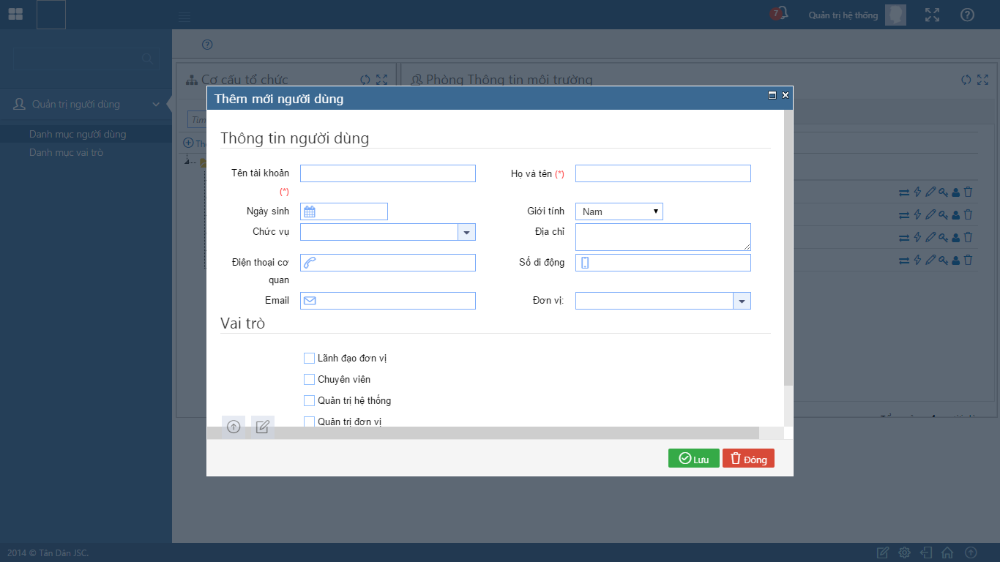 7
Quản trị hệ thống
Cơ cấu tổ chức
Phòng Thông tin môi trường
Thêm mới người dùng
Quản trị người dùng
Danh mục người dùng
Danh mục vai trò
Thông tin người dùng
Tên tài khoản (*)
Họ và tên (*)
Ngày sinh
Giới tính
Nam
Chức vụ
Địa chỉ
Điện thoại cơ quan
Số di động
Email
Đơn vị:
Vai trò
Lãnh đạo đơn vị
Chuyên viên
Quản trị hệ thống
Quản trị đơn vị
Lưu
Đóng
2014 © Tân Dân JSC.